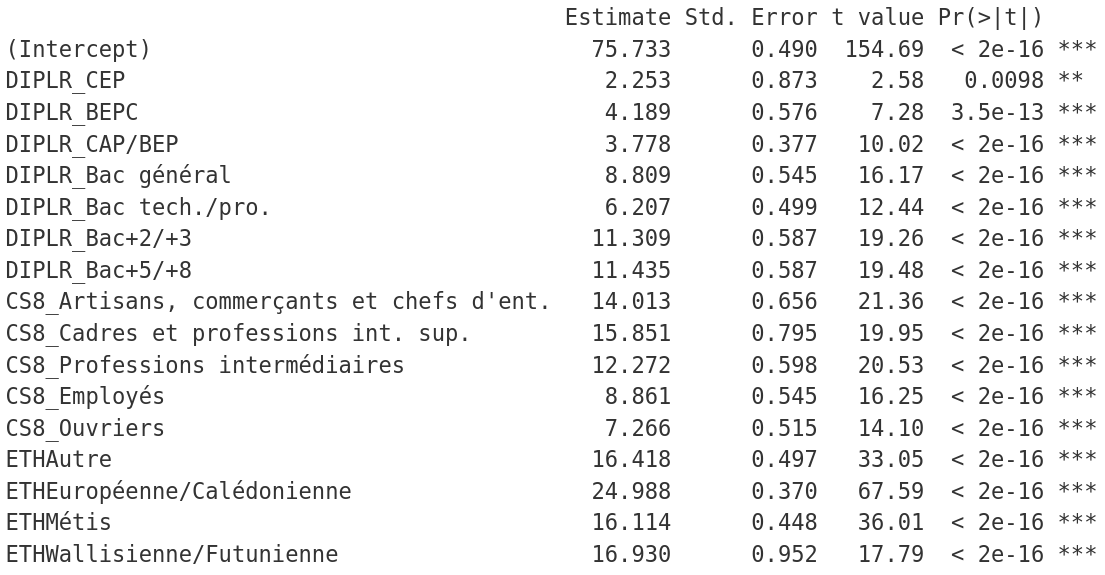 Estimate Std. Error t value Pr(>|t|)
(Intercept) 75.733 0.490 154.69 < 2e-16 ***
DIPLR_CEP 2.253 0.873 2.58 0.0098 **
DIPLR_BEPC 4.189 0.576 7.28 3.5e-13 ***
DIPLR_CAP/BEP 3.778 0.377 10.02 < 2e-16 ***
DIPLR_Bac général 8.809 0.545 16.17 < 2e-16 ***
DIPLR_Bac tech./pro. 6.207 0.499 12.44 < 2e-16 ***
DIPLR_Bac+2/+3 11.309 0.587 19.26 < 2e-16 ***
DIPLR_Bac+5/+8 11.435 0.587 19.48 < 2e-16 ***
CS8_Artisans, commerçants et chefs d'ent. 14.013 0.656 21.36 < 2e-16 ***
CS8_Cadres et professions int. sup. 15.851 0.795 19.95 < 2e-16 ***
CS8_Professions intermédiaires 12.272 0.598 20.53 < 2e-16 ***
CS8_Employés 8.861 0.545 16.25 < 2e-16 ***
CS8_Ouvriers 7.266 0.515 14.10 < 2e-16 ***
ETHAutre 16.418 0.497 33.05 < 2e-16 ***
ETHEuropéenne/Calédonienne 24.988 0.370 67.59 < 2e-16 ***
ETHMétis 16.114 0.448 36.01 < 2e-16 ***
ETHWallisienne/Futunienne 16.930 0.952 17.79 < 2e-16 ***